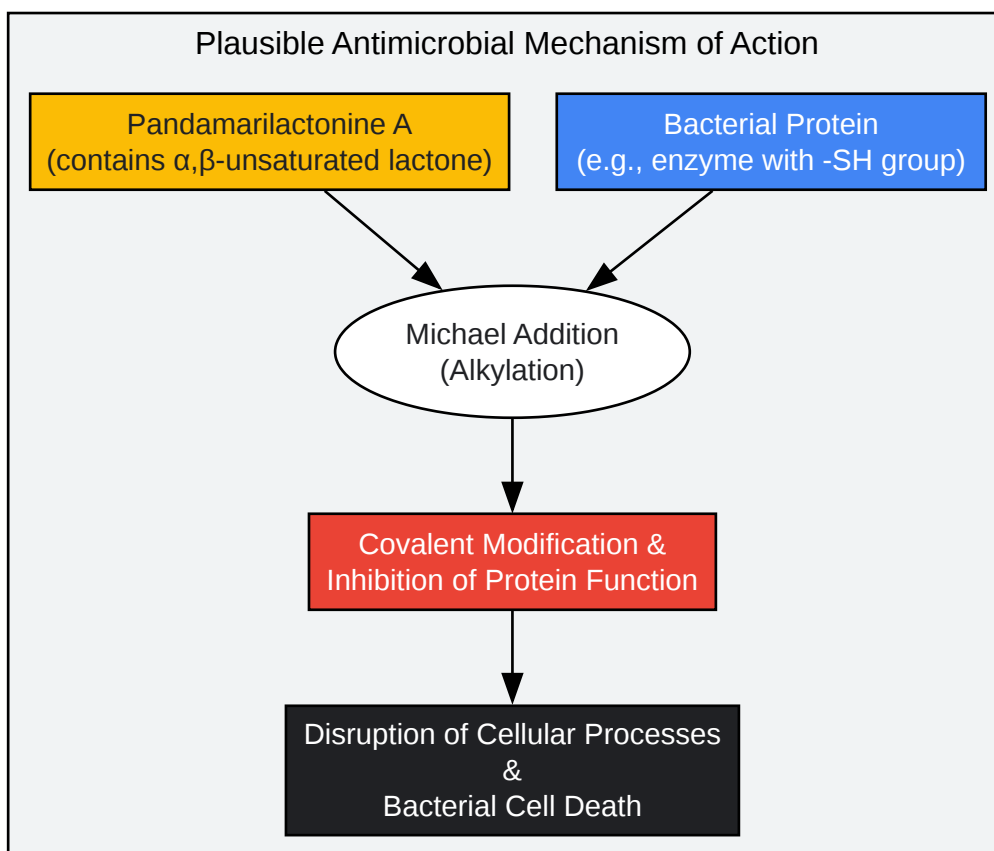 Plausible Antimicrobial Mechanism of Action
Pandamarilactonine A
(contains α,β-unsaturated lactone)
Bacterial Protein
(e.g., enzyme with -SH group)
Michael Addition
(Alkylation)
Covalent Modification &
Inhibition of Protein Function
Disruption of Cellular Processes
&
Bacterial Cell Death